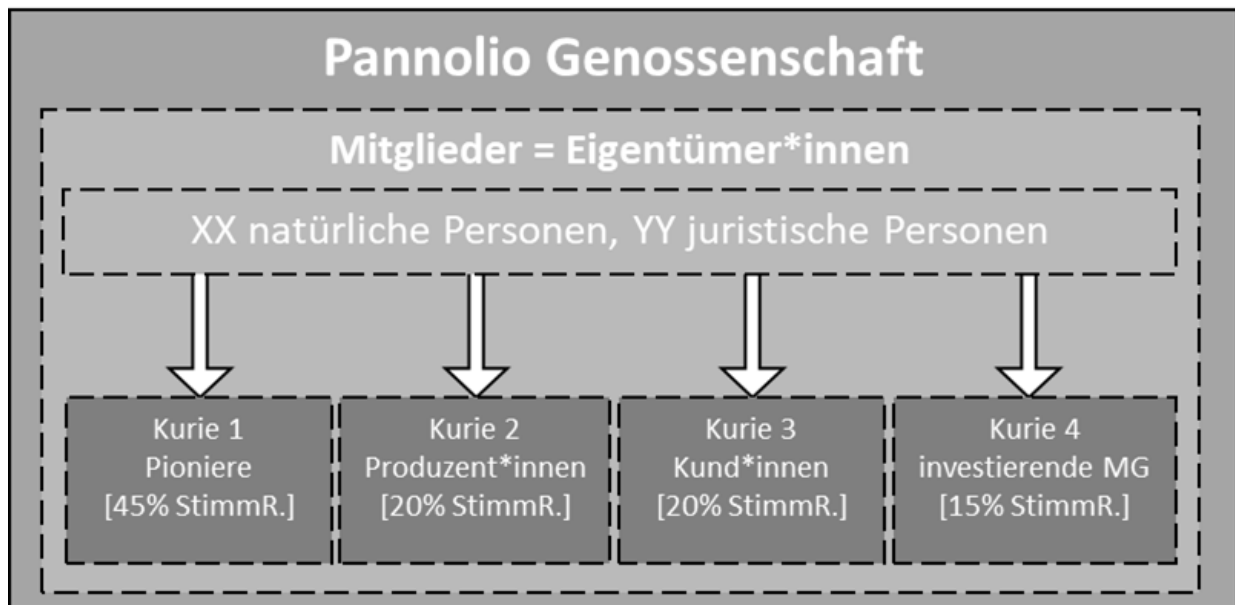 Pannolio Genossenschaft
Mitglieder = Eigentümer*innen
XX natürliche Personen, YY juristische Personen
Kurie 1
Pioniere
[45% StimmR.]
Kurie 2
Produzent*innen
[20% StimmR.]
Kurie 3
Kund*innen
[20% StimmR.]
Kurie 4
investierende MG
[15% StimmR.]